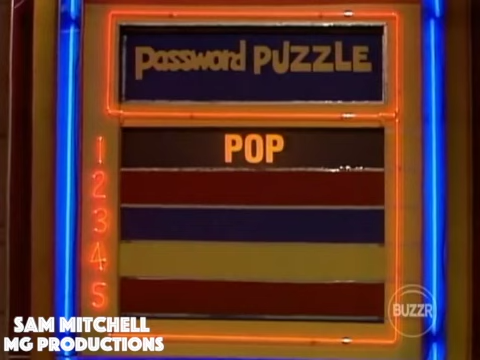 password PUZZLE
POP
1
2
3
4
5
SAM MITCHELL
MG PRODUCTIONS
BUZZR